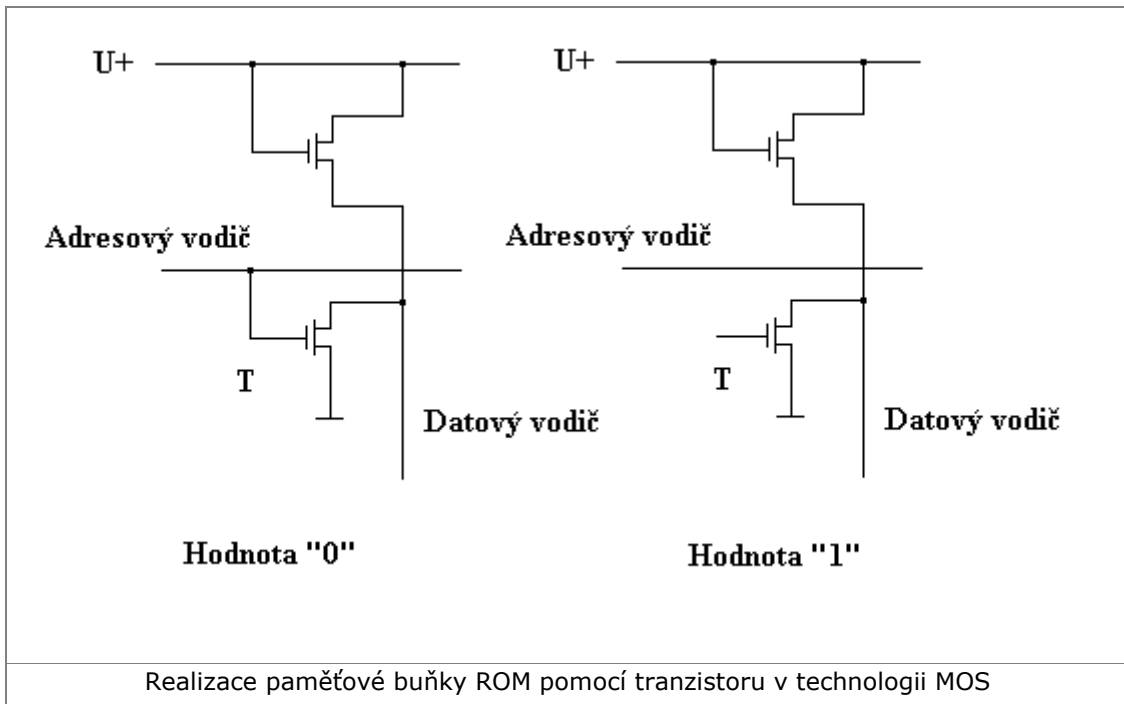 U+
U+
Adresový vodič
Adresový vodič
T
T
Datový vodič
Datový vodič
Hodnota "0"
Hodnota "1"
Realizace paměťové buňky ROM pomocí tranzistoru v technologii MOS